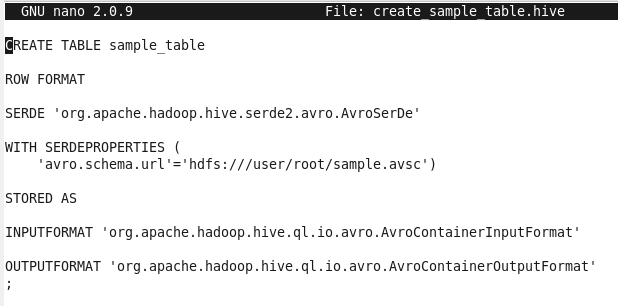 GNU nano 2.0.9 File: create_sample_table.hive
CREATE TABLE sample_table
ROW FORMAT
SERDE 'org.apache.hadoop.hive.serde2.avro.AvroSerDe'
WITH SERDEPROPERTIES (
    'avro.schema.url'='hdfs:///user/root/sample.avsc')
STORED AS
INPUTFORMAT 'org.apache.hadoop.hive.ql.io.avro.AvroContainerInputFormat'
OUTPUTFORMAT 'org.apache.hadoop.hive.ql.io.avro.AvroContainerOutputFormat'
;